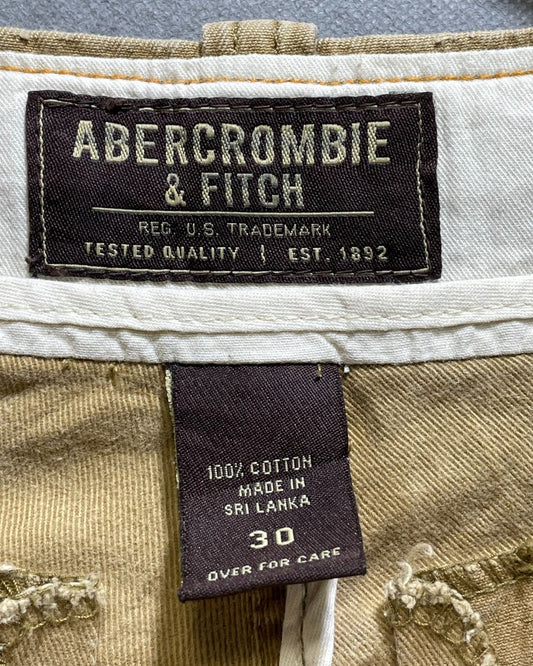 ABERCROMBIE
& FITCH
REG. U.S. TRADEMARK
TESTED QUALITY | EST. 1892
100% COTTON
MADE IN
SRI LANKA
30
OVER FOR CARE